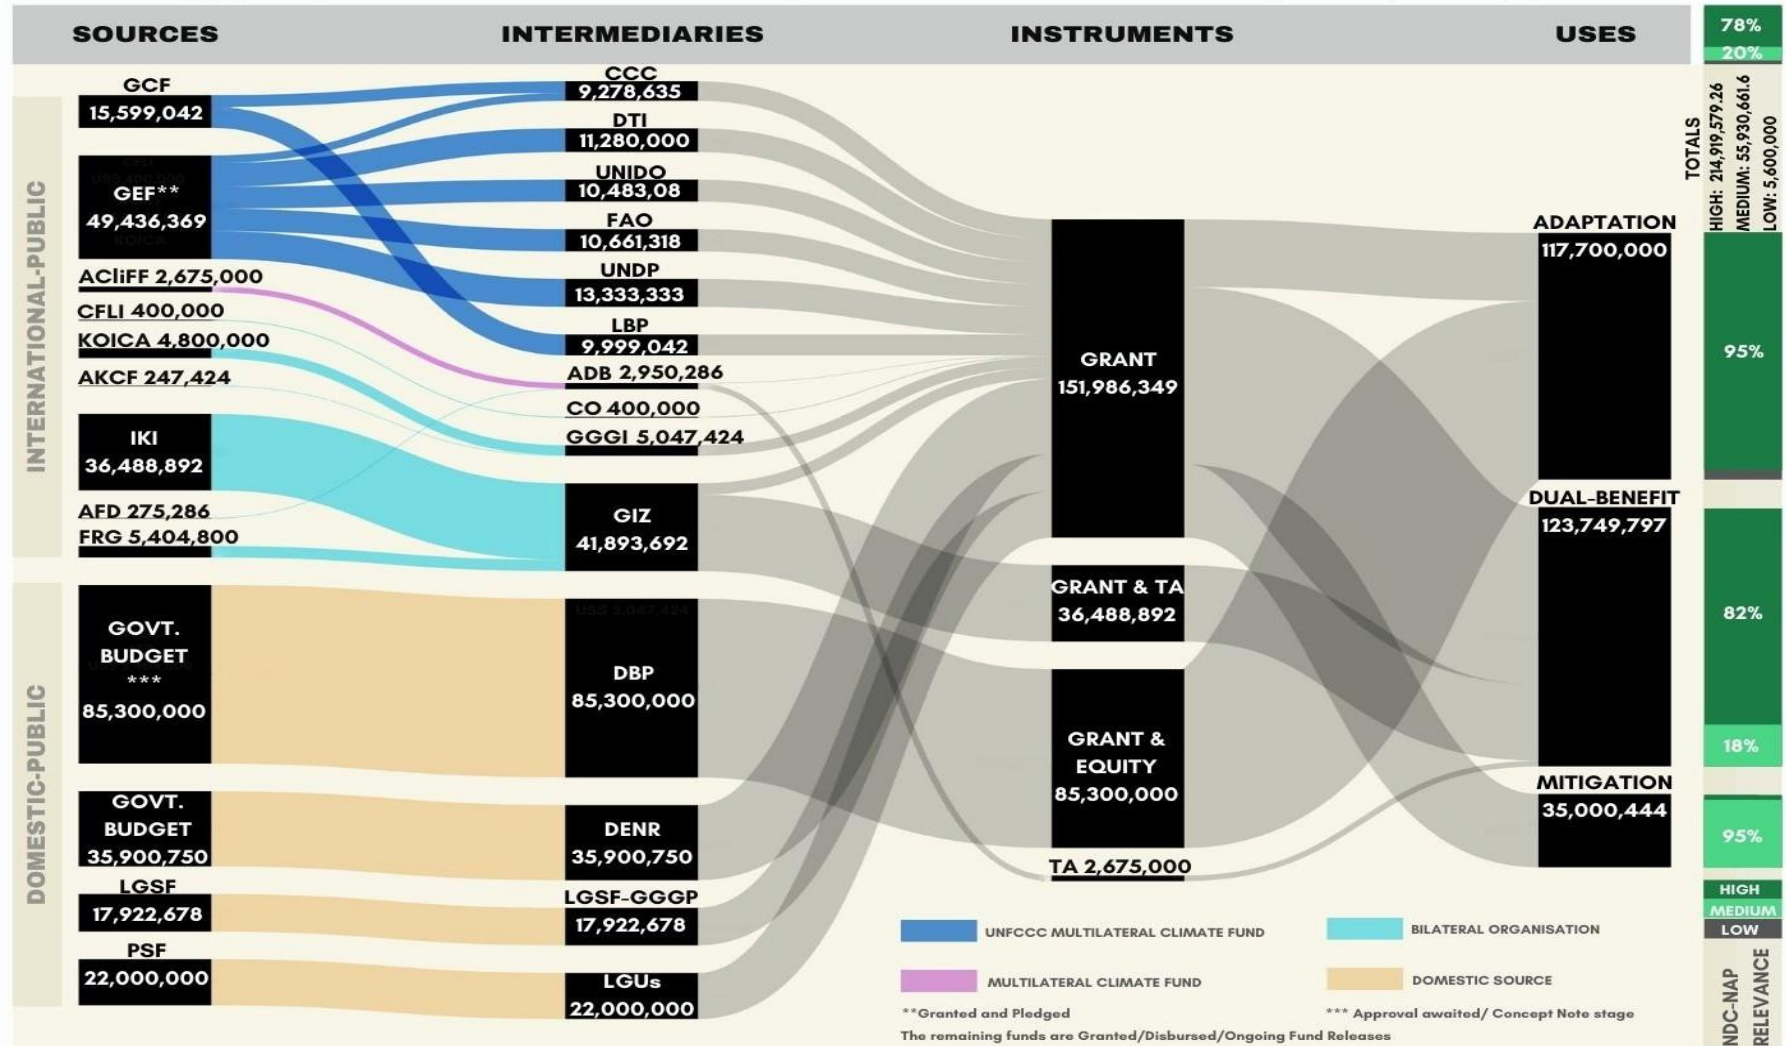 SOURCES
INTERMEDIARIES
INSTRUMENTS
USES
78%
20%
INTERNATIONAL-PUBLIC
GCF
15,599,042
GEF**
49,436,369
KOICA
ACliFF 2,675,000
CFLI 400,000
KOICA 4,800,000
AKCF 247,424
IKI
36,488,892
AFD 275,286
FRG 5,404,800
DOMESTIC-PUBLIC
GOVT.
BUDGET
***
85,300,000
GOVT.
BUDGET
35,900,750
LGSF
17,922,678
PSF
22,000,000
CCC
9,278,635
DTI
11,280,000
UNIDO
10,483,08
FAO
10,661,318
UNDP
13,333,333
LBP
9,999,042
ADB 2,950,286
CO 400,000
GGGI 5,047,424
GIZ
41,893,692
US$ 5,047,424
DBP
85,300,000
DENR
35,900,750
LGSF-GGGP
17,922,678
LGUs
22,000,000
GRANT
151,986,349
GRANT & TA
36,488,892
GRANT &
EQUITY
85,300,000
TA 2,675,000
ADAPTATION
117,700,000
DUAL-BENEFIT
123,749,797
MITIGATION
35,000,444
TOTALS
HIGH: 214,919,579.26
MEDIUM: 55,930,661.6
LOW: 5,600,000
95%
82%
18%
95%
HIGH
MEDIUM
LOW
NDC-NAP
RELEVANCE
UNFCCC MULTILATERAL CLIMATE FUND
BILATERAL ORGANISATION
MULTILATERAL CLIMATE FUND
DOMESTIC SOURCE
**Granted and Pledged
*** Approval awaited/ Concept Note stage
The remaining funds are Granted/Disbursed/Ongoing Fund Releases